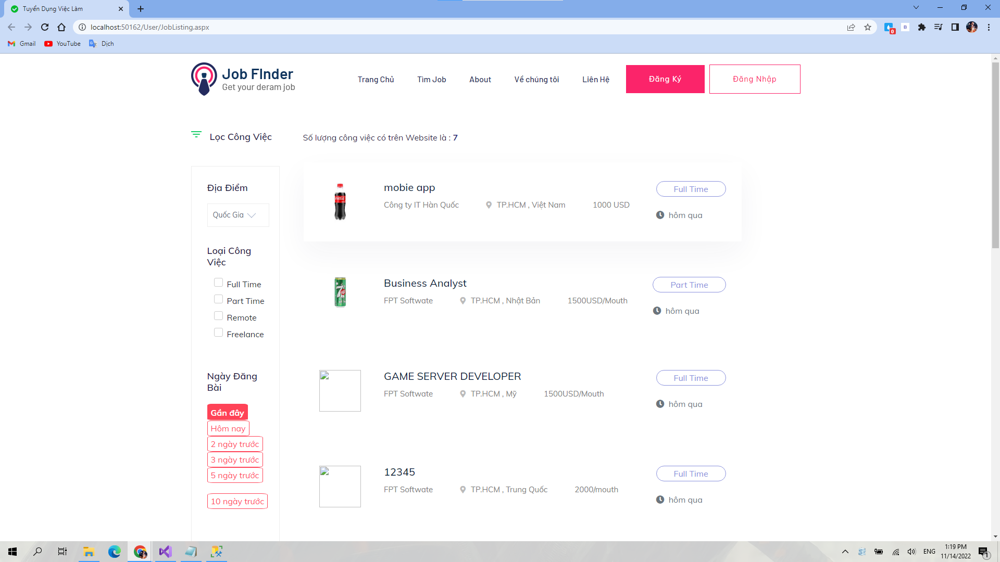 Tuyển Dụng Việc Làm
localhost:50162/User/JobListing.aspx
B
0
Gmail
YouTube
Dịch
Job FInder
Get your deram job
Trang Chủ
Tìm Job
About
Về chúng tôi
Liên Hệ
Đăng Ký
Đăng Nhập
Lọc Công Việc
Số lượng công việc có trên Website là : 7
Địa Điểm
Quốc Gia
Loại Công
Việc
Full Time
Part Time
Remote
Freelance
Ngày Đăng
Bài
Gần đây
Hôm nay
2 ngày trước
3 ngày trước
5 ngày trước
10 ngày trước
mobie app
Công ty IT Hàn Quốc
TP.HCM , Việt Nam
1000 USD
Full Time
hôm qua
Business Analyst
FPT Softwate
TP.HCM , Nhật Bản
1500USD/Mouth
Part Time
hôm qua
GAME SERVER DEVELOPER
FPT Softwate
TP.HCM , Mỹ
1500USD/Mouth
Full Time
hôm qua
12345
FPT Softwate
TP.HCM , Trung Quốc
2000/mouth
Full Time
hôm qua
ENG
1:19 PM
11/14/2022
1